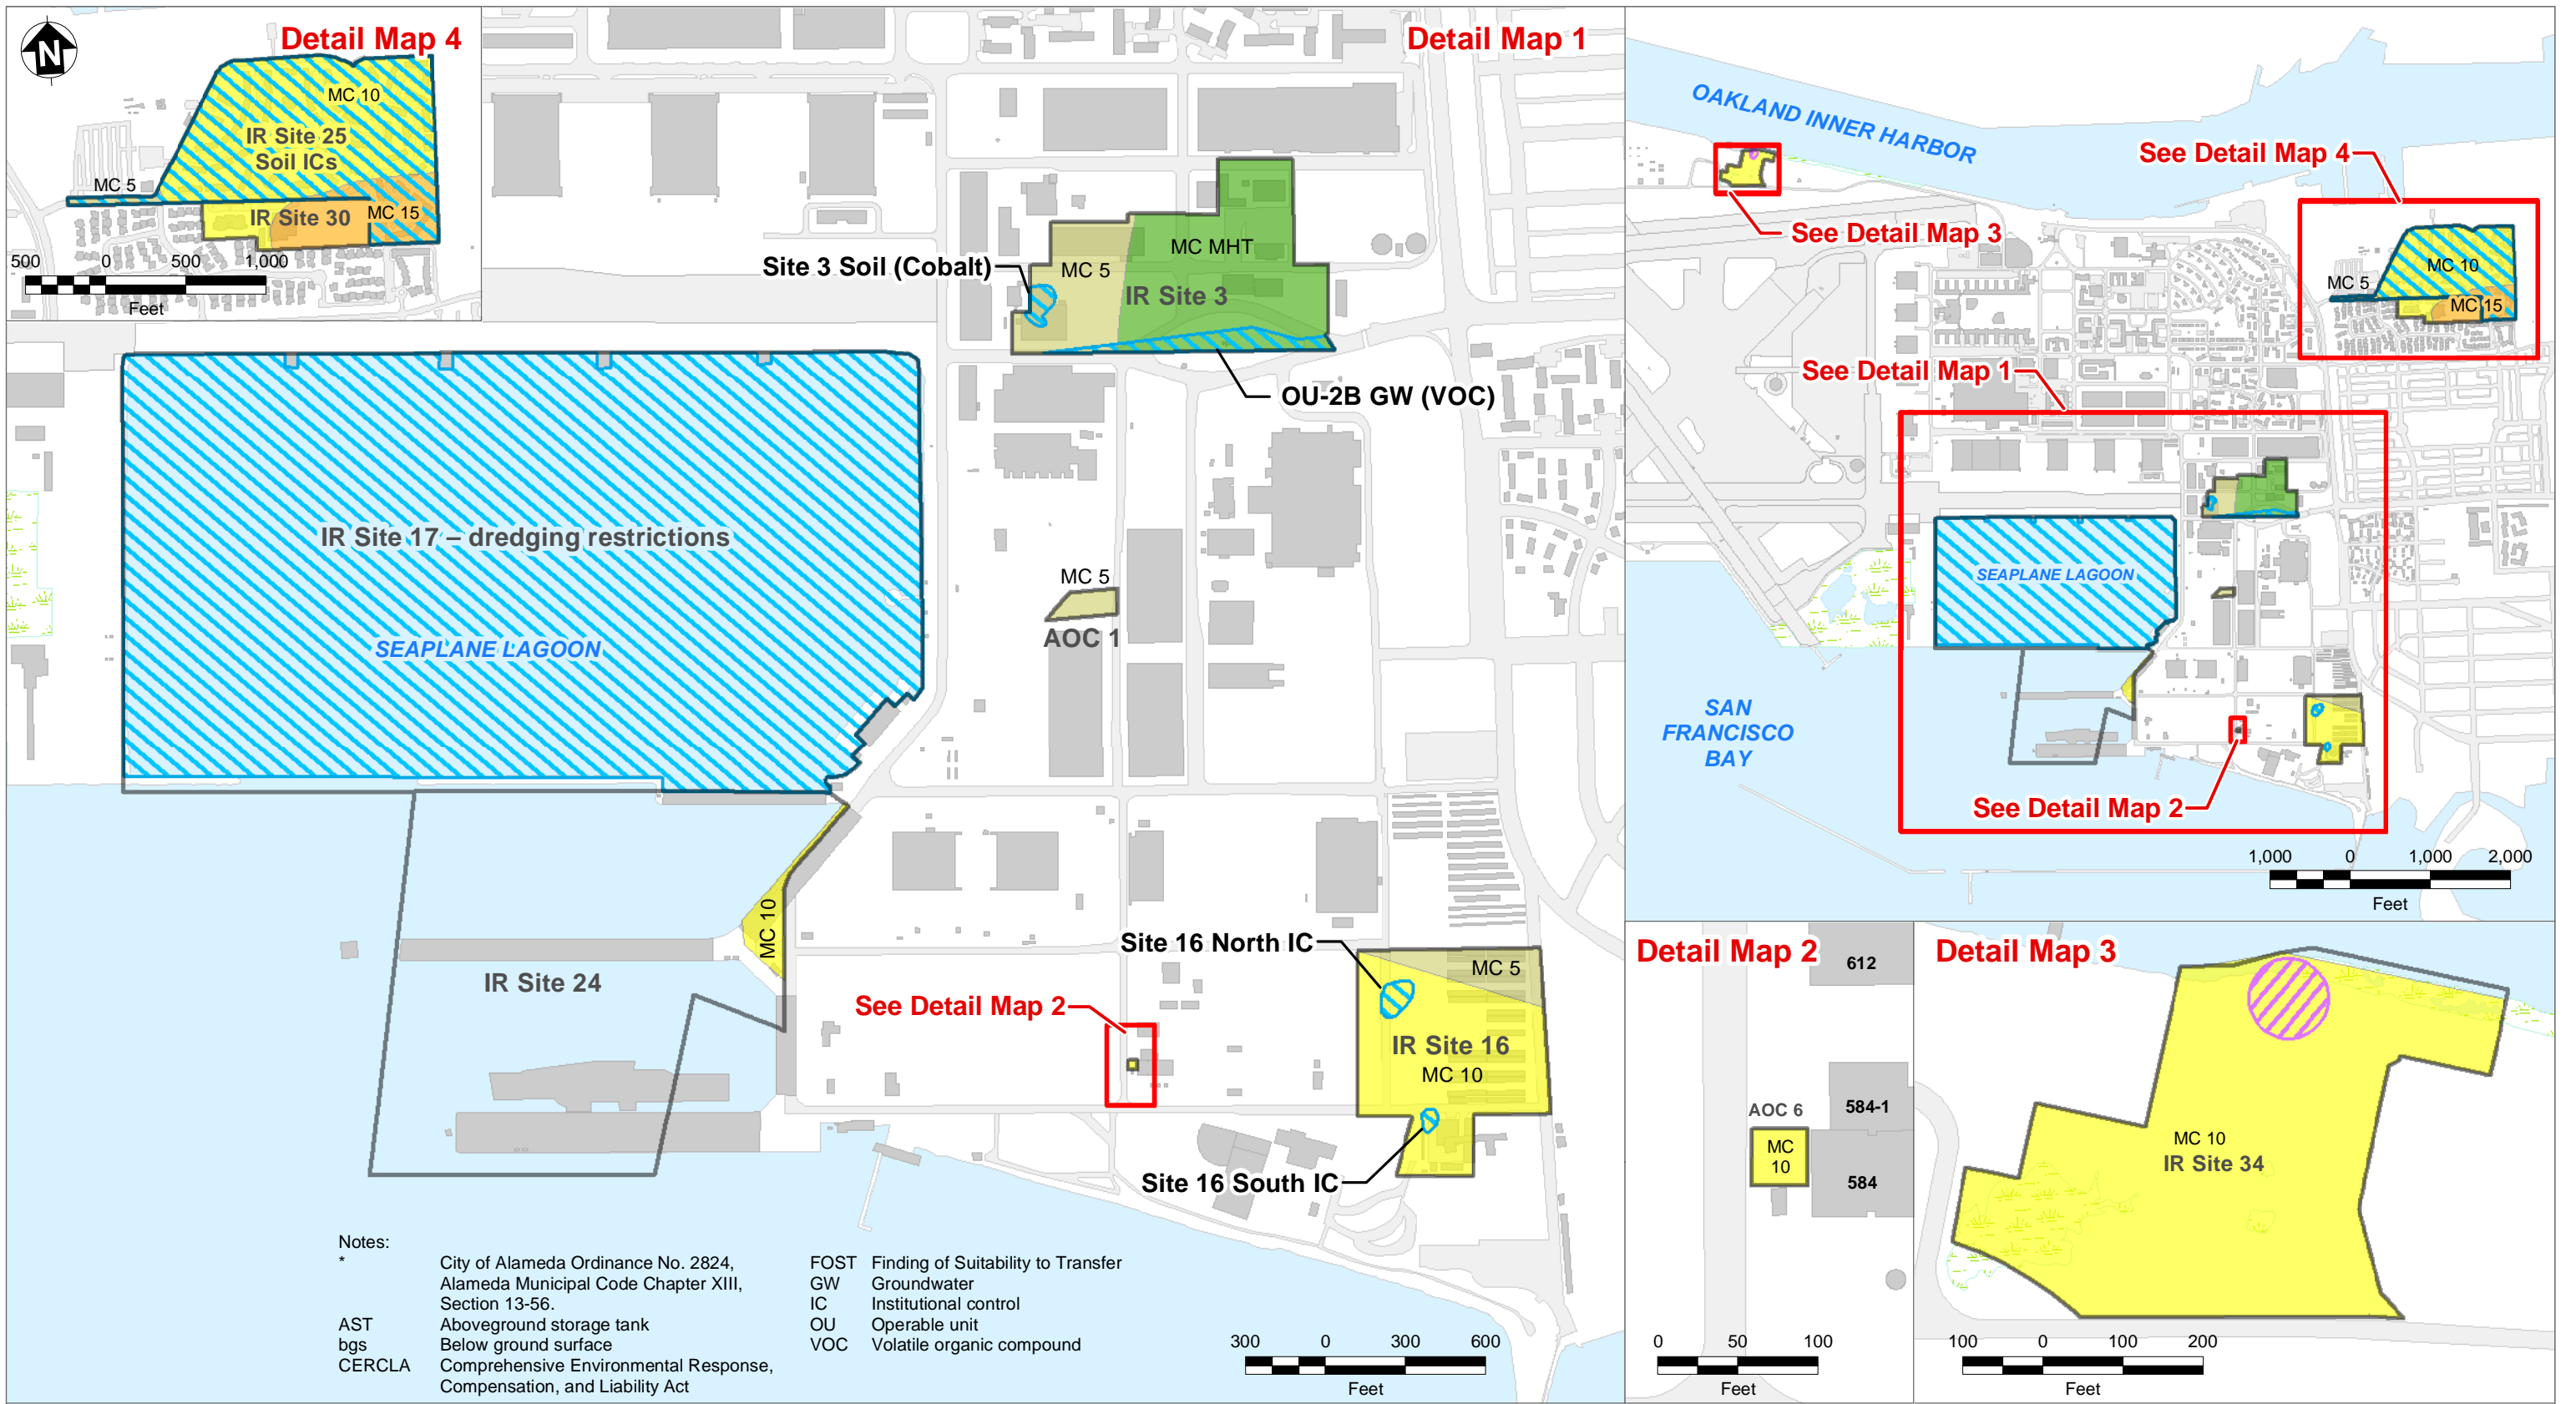 Detail Map 4
N
MC 10
IR Site 25
Soil ICs
MC 5
IR Site 30
MC 15
500 0 500 1,000
Feet
Detail Map 1
MC MHT
MC 5
Site 3 Soil (Cobalt)
IR Site 3
OU-2B GW (VOC)
IR Site 17 – dredging restrictions
SEAPLANE LAGOON
MC 5
AOC 1
MC 10
IR Site 24
Site 16 North IC
MC 5
See Detail Map 2
IR Site 16
MC 10
Site 16 South IC
Notes:
* City of Alameda Ordinance No. 2824,
Alameda Municipal Code Chapter XIII,
Section 13-56.
AST Aboveground storage tank
bgs Below ground surface
CERCLA Comprehensive Environmental Response,
Compensation, and Liability Act
FOST Finding of Suitability to Transfer
GW Groundwater
IC Institutional control
OU Operable unit
VOC Volatile organic compound
300 0 300 600
Feet
OAKLAND INNER HARBOR
See Detail Map 4
See Detail Map 3
MC 10
MC 5
MC 15
See Detail Map 1
SEAPLANE LAGOON
SAN
FRANCISCO
BAY
See Detail Map 2
1,000 0 1,000 2,000
Feet
Detail Map 2
612
AOC 6
584-1
MC
10
584
0 50 100
Feet
Detail Map 3
MC 10
IR Site 34
100 0 100 200
Feet